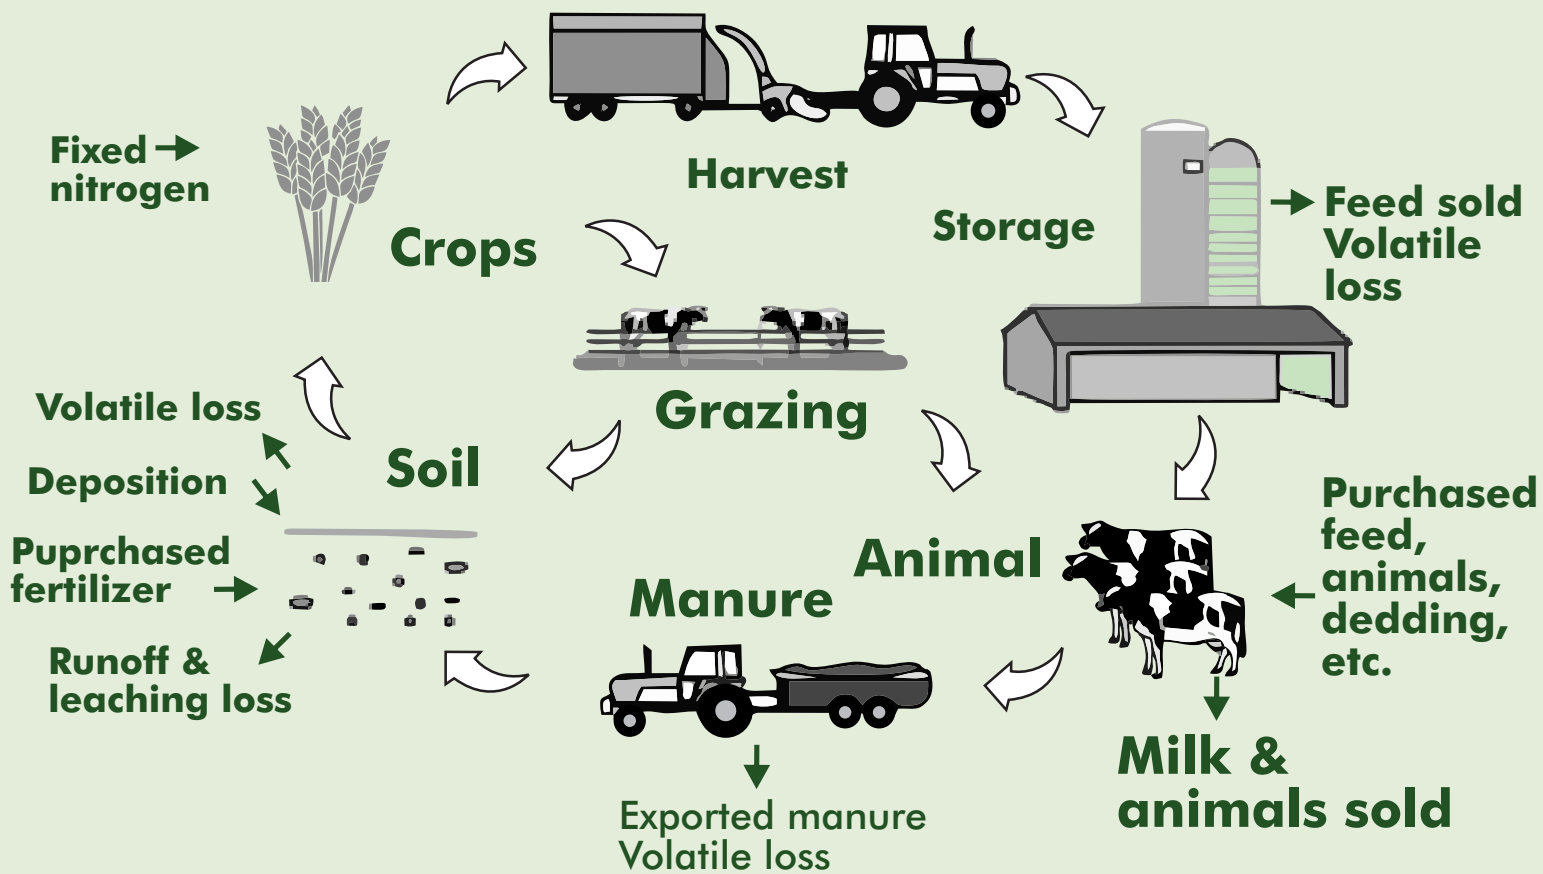 Harvest
Fixed
nitrogen
Crops
Storage
Feed sold
Volatile
loss
Grazing
Volatile loss
Soil
Deposition
Puprchased
fertilizer
Runoff &
leaching loss
Manure
Animal
Purchased
feed,
animals,
dedding,
etc.
Milk &
animals sold
Exported manure
Volatile loss